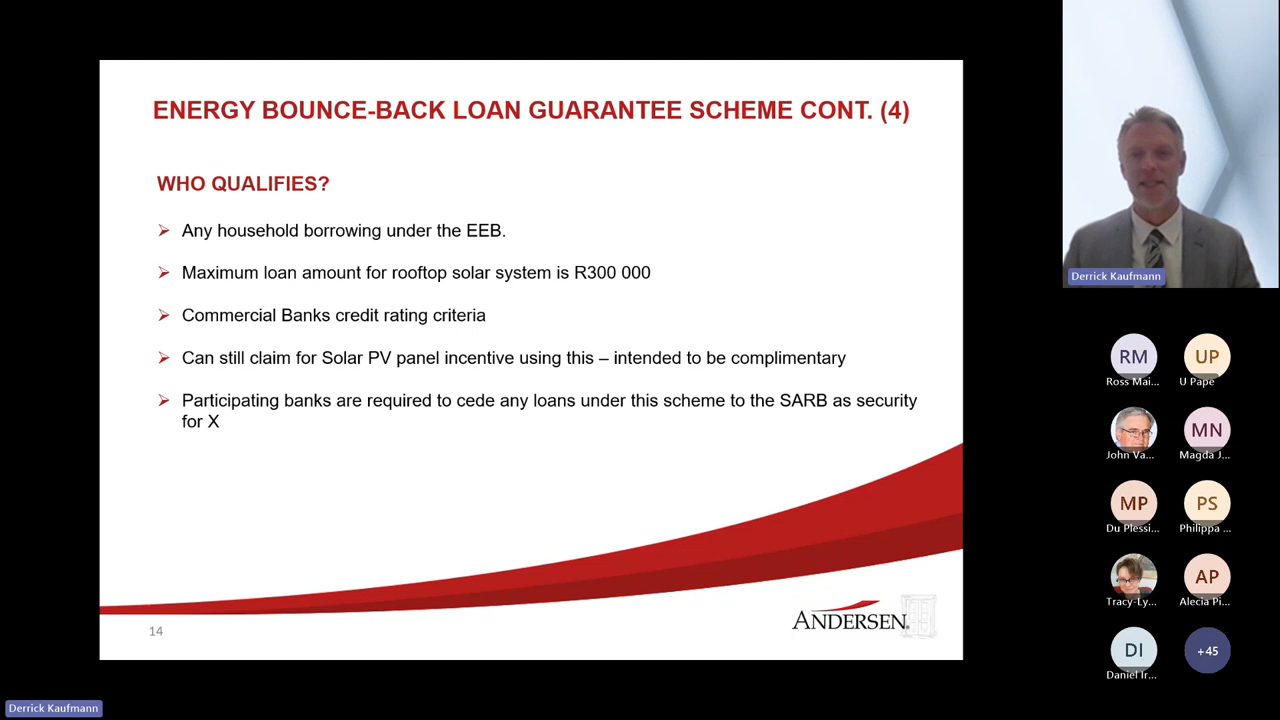 ENERGY BOUNCE-BACK LOAN GUARANTEE SCHEME CONT. (4)
WHO QUALIFIES?
Any household borrowing under the EEB.
Maximum loan amount for rooftop solar system is R300 000
Commercial Banks credit rating criteria
Can still claim for Solar PV panel incentive using this – intended to be complimentary
Participating banks are required to cede any loans under this scheme to the SARB as security
for X
14
ANDERSEN
Derrick Kaufmann
RM
UP
Ross Mai...
U Pape
MN
John Va...
Magda J...
MP
PS
Du Plessi...
Philippa ...
AP
Tracy-Ly...
Alecia Pi...
DI
+45
Daniel Ir...
Derrick Kaufmann